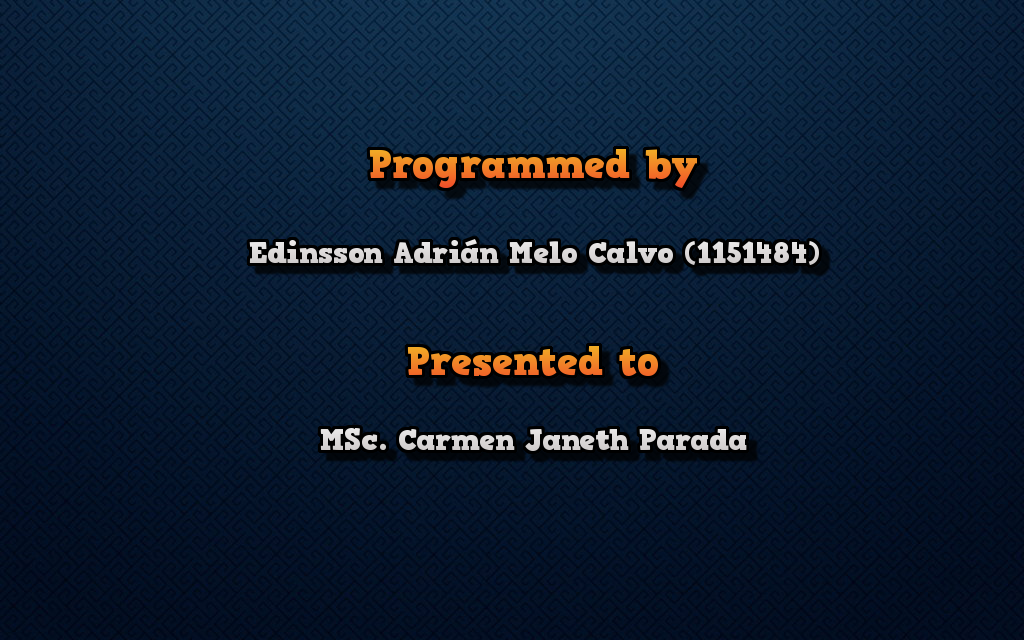 Programmed by
Edinsson Adrián Melo Calvo (1151484)
Presented to
MSc. Carmen Janeth Parada